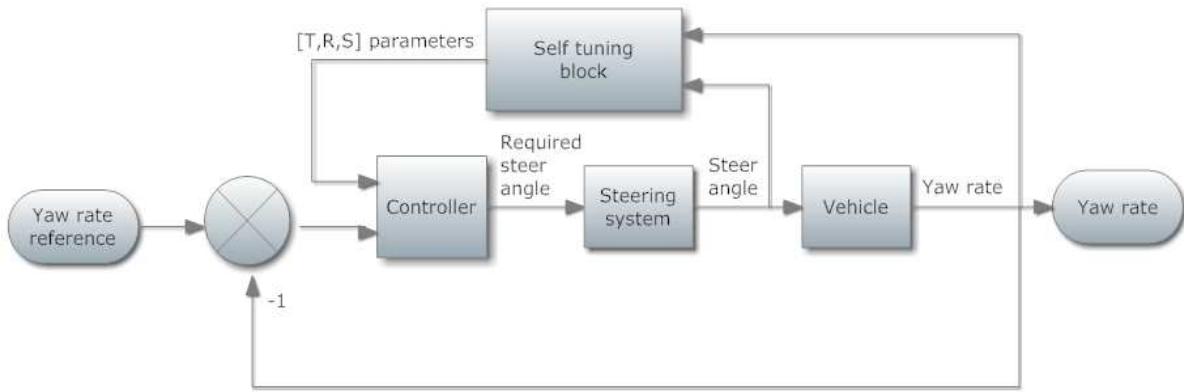 [T,R,S] parameters
Self tuning
block
Required
steer
angle
Steer
angle
Yaw rate
reference
Controller
Steering
system
Vehicle
Yaw rate
Yaw rate
-1